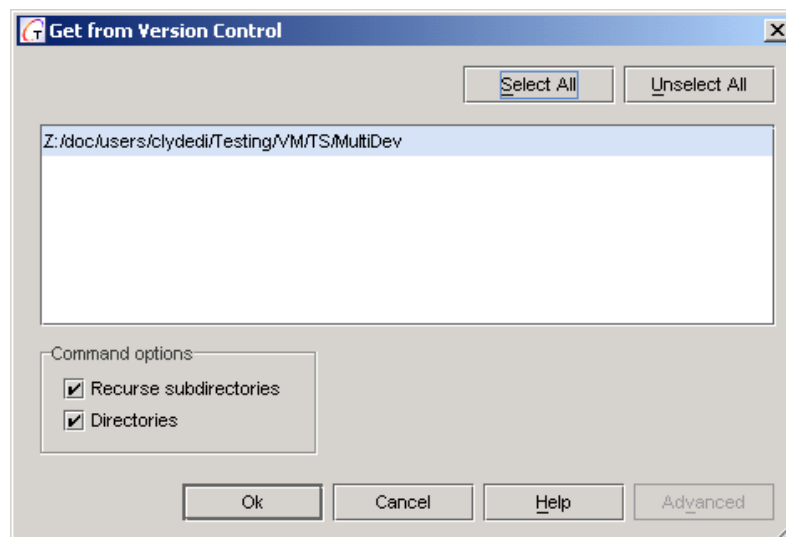 Get from Version Control
Select All
Unselect All
Z:/doc/users/clydedi/Testing/VM/TS/MultiDev
Command options
Recurse subdirectories
Directories
Ok
Cancel
Help
Advanced